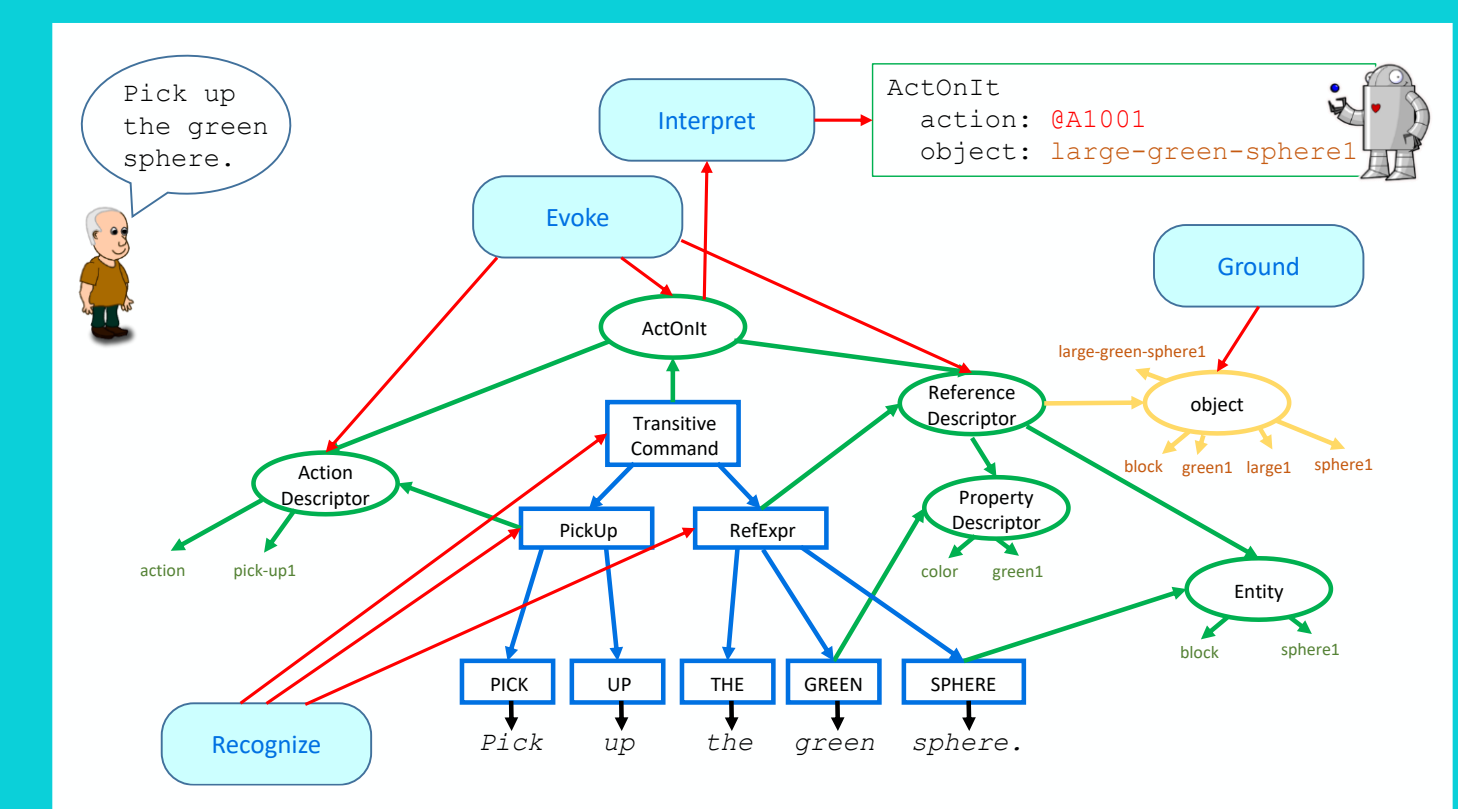 Pick up
the green
sphere.
Interpret
ActOnIt
action: @A1001
object: large-green-sphere1
Evoke
Ground
ActOnIt
large-green-sphere1
Reference
Descriptor
object
Transitive
Command
block
green1
large1
sphere1
Action
Descriptor
Property
Descriptor
PickUp
RefExpr
action
pick-up1
color
green1
Entity
block
sphere1
PICK
UP
THE
GREEN
SPHERE
Recognize
Pick up the green sphere.